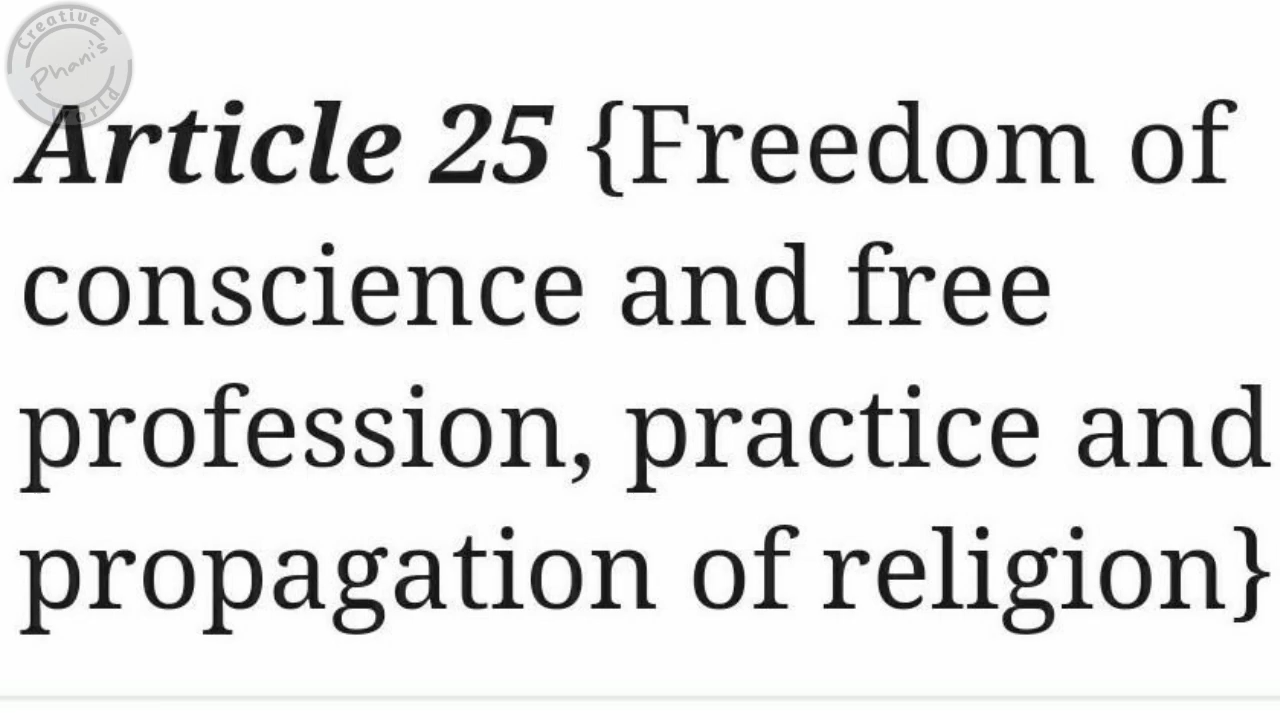 Creative
Phani's
World
Article 25 {Freedom of
conscience and free
profession, practice and
propagation of religion}